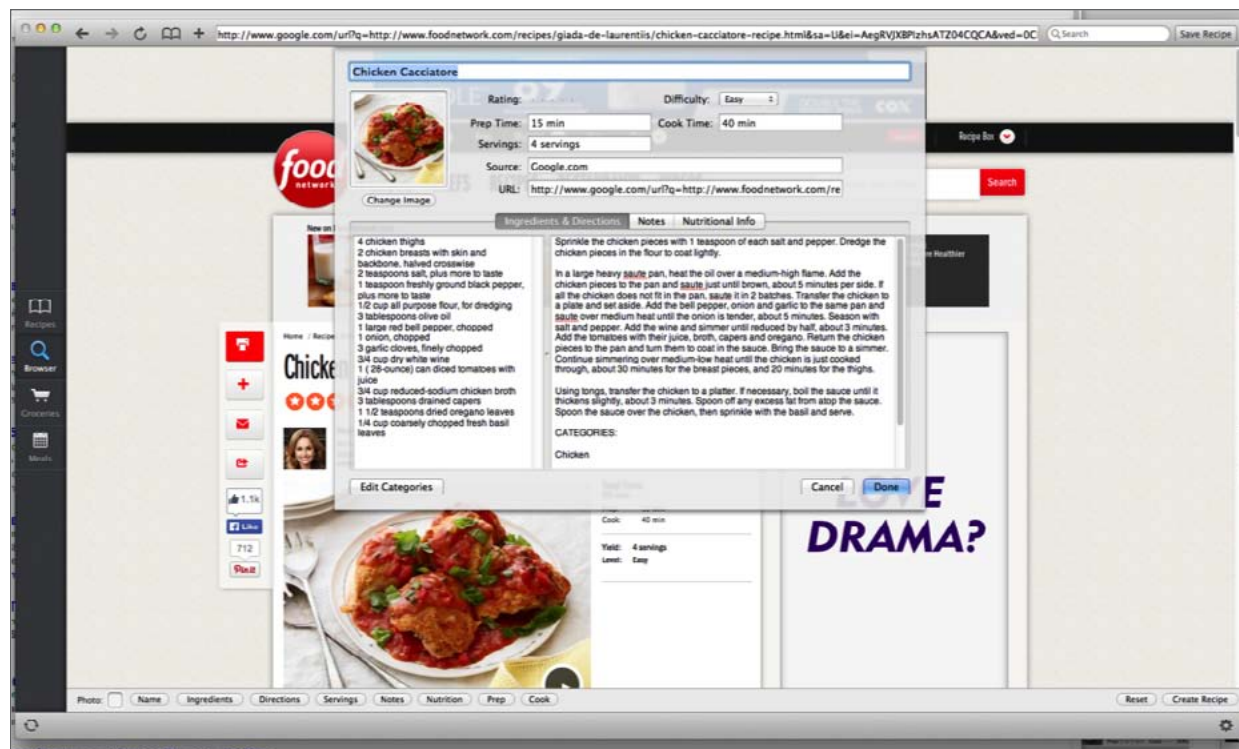 http://www.google.com/url?q=http://www.foodnetwork.com/recipes/giada-de-laurentiis/chicken-cacciatore-recipe.html&sa=U&ei=AegRVJXBPIzhsATZ04CQCA&ved=0C
Search
Save Recipe
Chicken Cacciatore
Rating:
Difficulty: Easy
Prep Time: 15 min
Cook Time: 40 min
Servings: 4 servings
Source: Google.com
URL: http://www.google.com/url?q=http://www.foodnetwork.com/re
Change Image
COX
Recipe Box
food
network
Search
Ingredients & Directions
Notes
Nutritional Info
New on
re Healthier
4 chicken thighs
2 chicken breasts with skin and
backbone, halved crosswise
2 teaspoons salt, plus more to taste
1 teaspoon freshly ground black pepper,
plus more to taste
1/2 cup all purpose flour, for dredging
3 tablespoons olive oil
1 large red bell pepper, chopped
1 onion, chopped
3 garlic cloves, finely chopped
3/4 cup dry white wine
1 ( 28-ounce) can diced tomatoes with
juice
3/4 cup reduced-sodium chicken broth
3 tablespoons drained capers
1 1/2 teaspoons dried oregano leaves
1/4 cup coarsely chopped fresh basil
leaves
Sprinkle the chicken pieces with 1 teaspoon of each salt and pepper. Dredge the
chicken pieces in the flour to coat lightly.
In a large heavy saute pan, heat the oil over a medium-high flame. Add the
chicken pieces to the pan and saute just until brown, about 5 minutes per side. If
all the chicken does not fit in the pan, saute it in 2 batches. Transfer the chicken to
a plate and set aside. Add the bell pepper, onion and garlic to the same pan and
saute over medium heat until the onion is tender, about 5 minutes. Season with
salt and pepper. Add the wine and simmer until reduced by half, about 3 minutes.
Add the tomatoes with their juice, broth, capers and oregano. Return the chicken
pieces to the pan and turn them to coat in the sauce. Bring the sauce to a simmer.
Continue simmering over medium-low heat until the chicken is just cooked
through, about 30 minutes for the breast pieces, and 20 minutes for the thighs.
Using tongs, transfer the chicken to a platter. If necessary, boil the sauce until it
thickens slightly, about 3 minutes. Spoon off any excess fat from atop the sauce.
Spoon the sauce over the chicken, then sprinkle with the basil and serve.
CATEGORIES:
Chicken
Edit Categories
Cancel
Done
Recipes
Browser
Groceries
Meals
Home / Recipe
Chicke
1.1k
Like
712
Pin it
Cook: 40 min
Yield: 4 servings
Level: Easy
LOVE
DRAMA?
Photo:
Name
Ingredients
Directions
Servings
Notes
Nutrition
Prep
Cook
Reset
Create Recipe